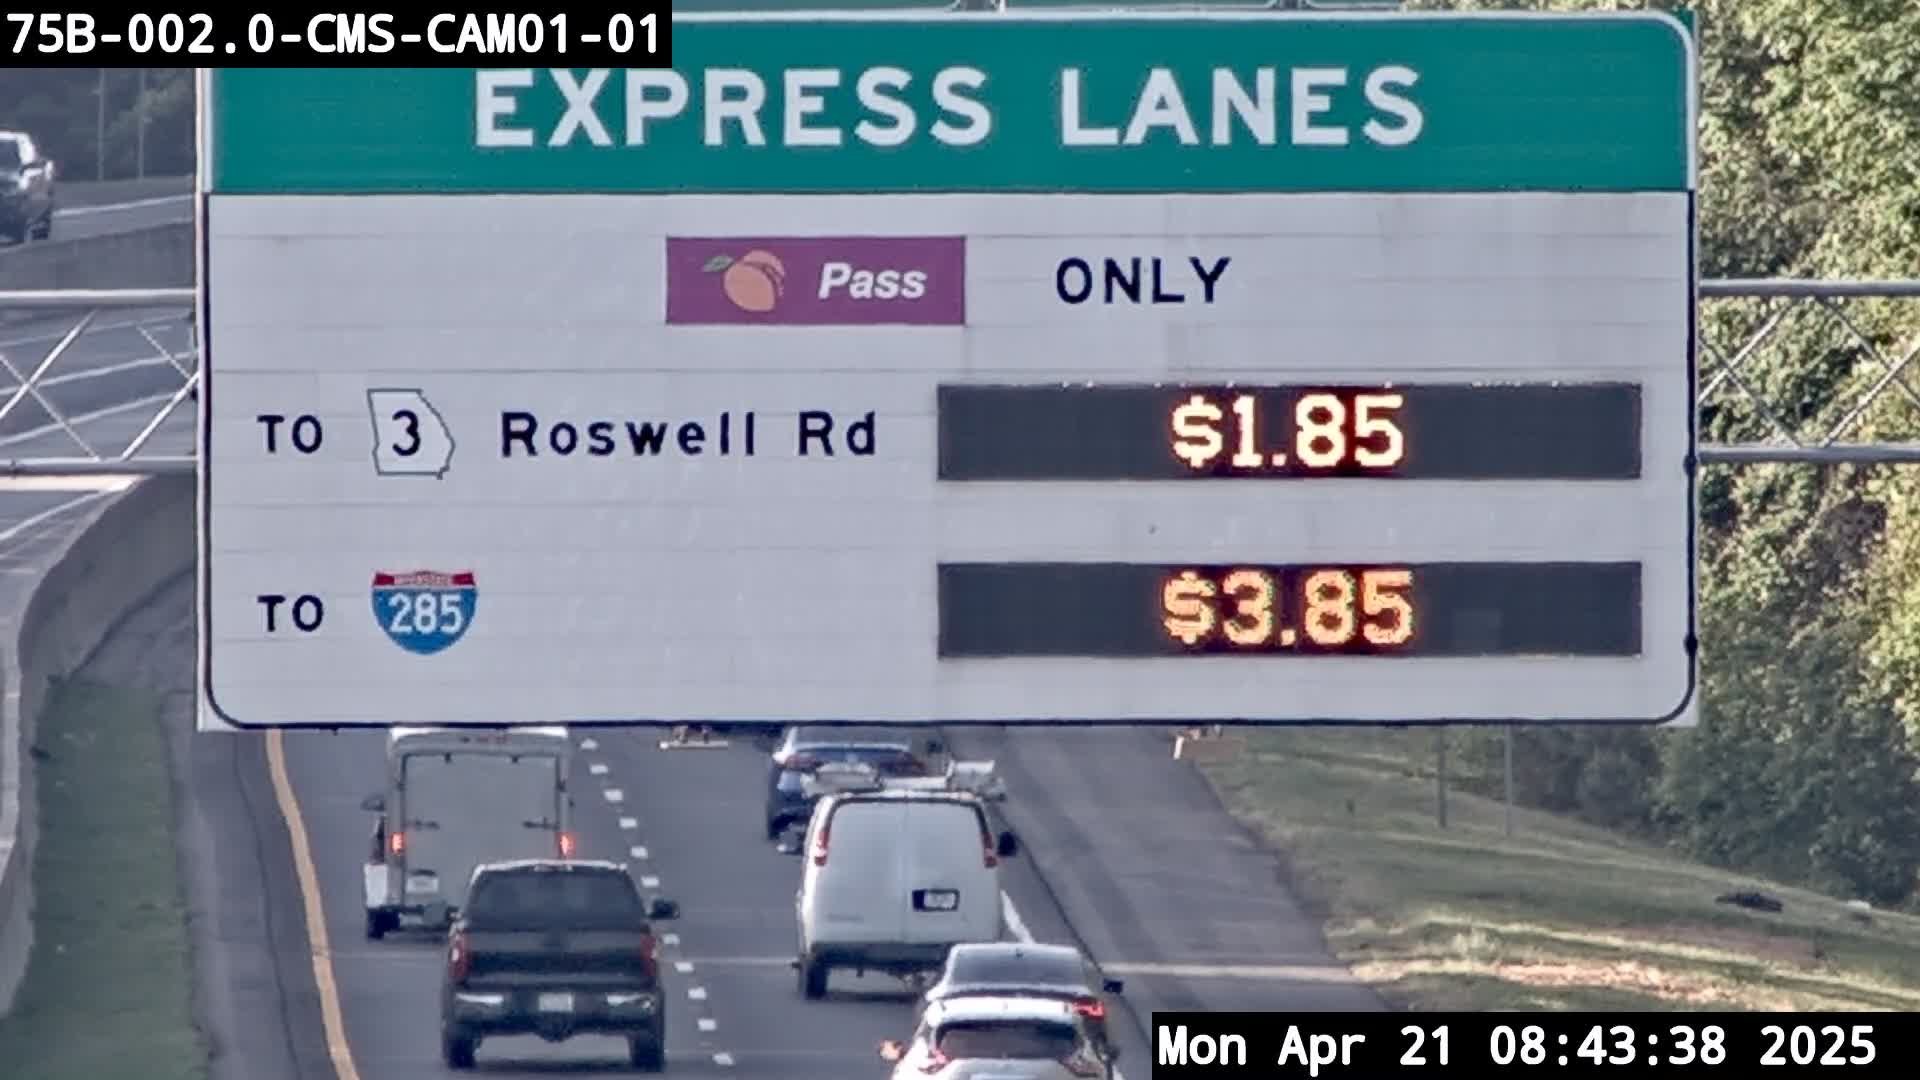 75B-002.0-CMS-CAM01-01
EXPRESS LANES
Pass ONLY
TO 3 Roswell Rd $1.85
INTERSTATE
TO 285 $3.85
Mon Apr 21 08:43:38 2025